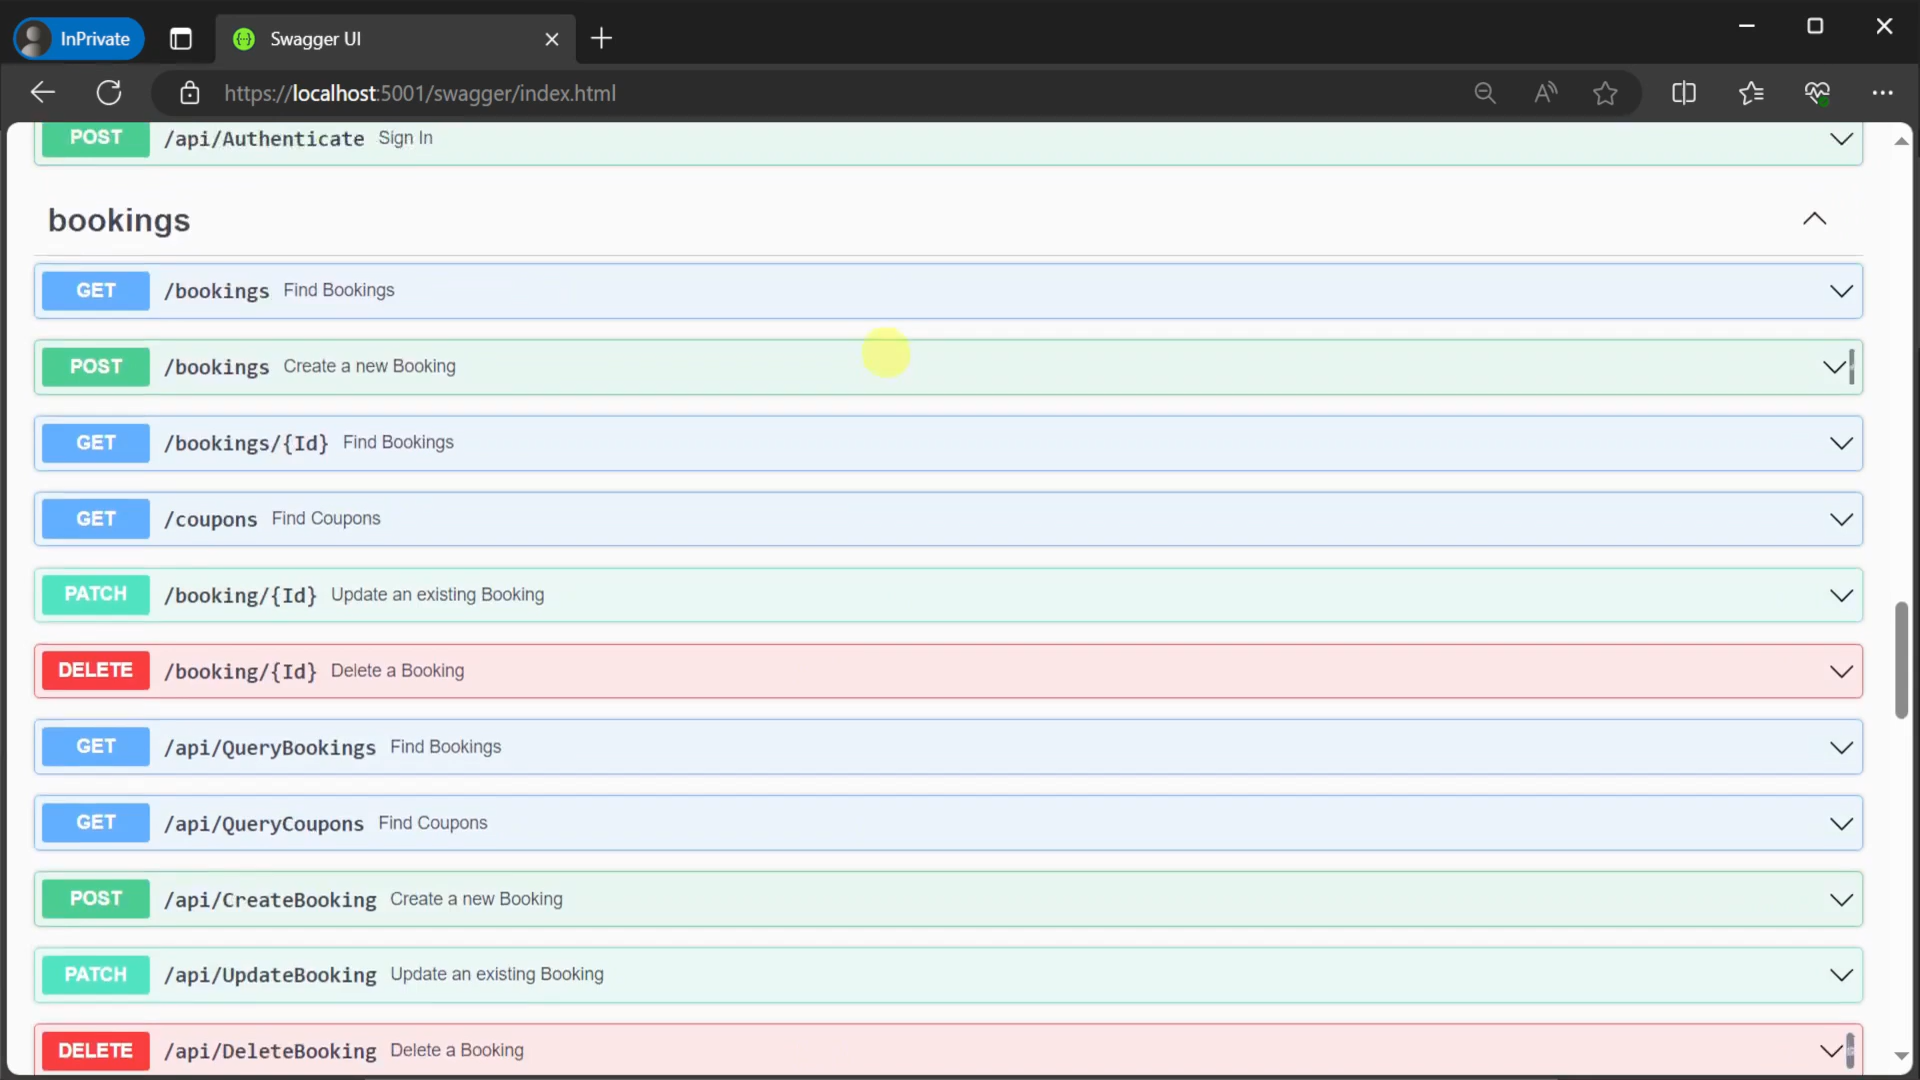 InPrivate
Swagger UI
https://localhost:5001/swagger/index.html
POST /api/Authenticate Sign In
bookings
GET /bookings Find Bookings
POST /bookings Create a new Booking
GET /bookings/{Id} Find Bookings
GET /coupons Find Coupons
PATCH /booking/{Id} Update an existing Booking
DELETE /booking/{Id} Delete a Booking
GET /api/QueryBookings Find Bookings
GET /api/QueryCoupons Find Coupons
POST /api/CreateBooking Create a new Booking
PATCH /api/UpdateBooking Update an existing Booking
DELETE /api/DeleteBooking Delete a Booking